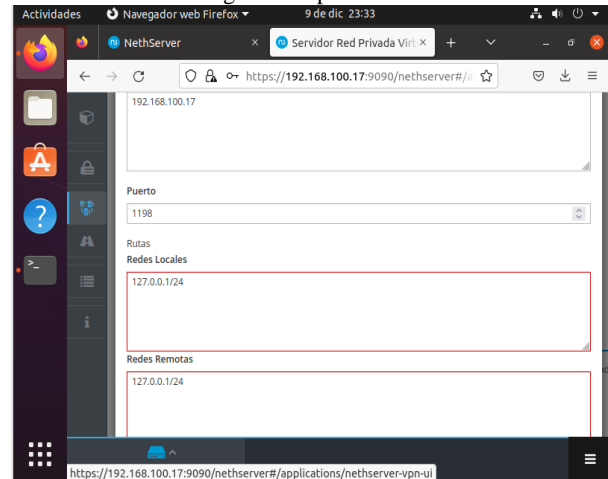 Actividades Navegador web Firefox 9 de dic 23:33
NethServer × Servidor Red Privada Virt ×
https://192.168.100.17:9090/nethserver#/a
192.168.100.17
Puerto
1198
Rutas
Redes Locales
127.0.0.1/24
Redes Remotas
127.0.0.1/24
https://192.168.100.17:9090/nethserver#/applications/nethserver-vpn-ui